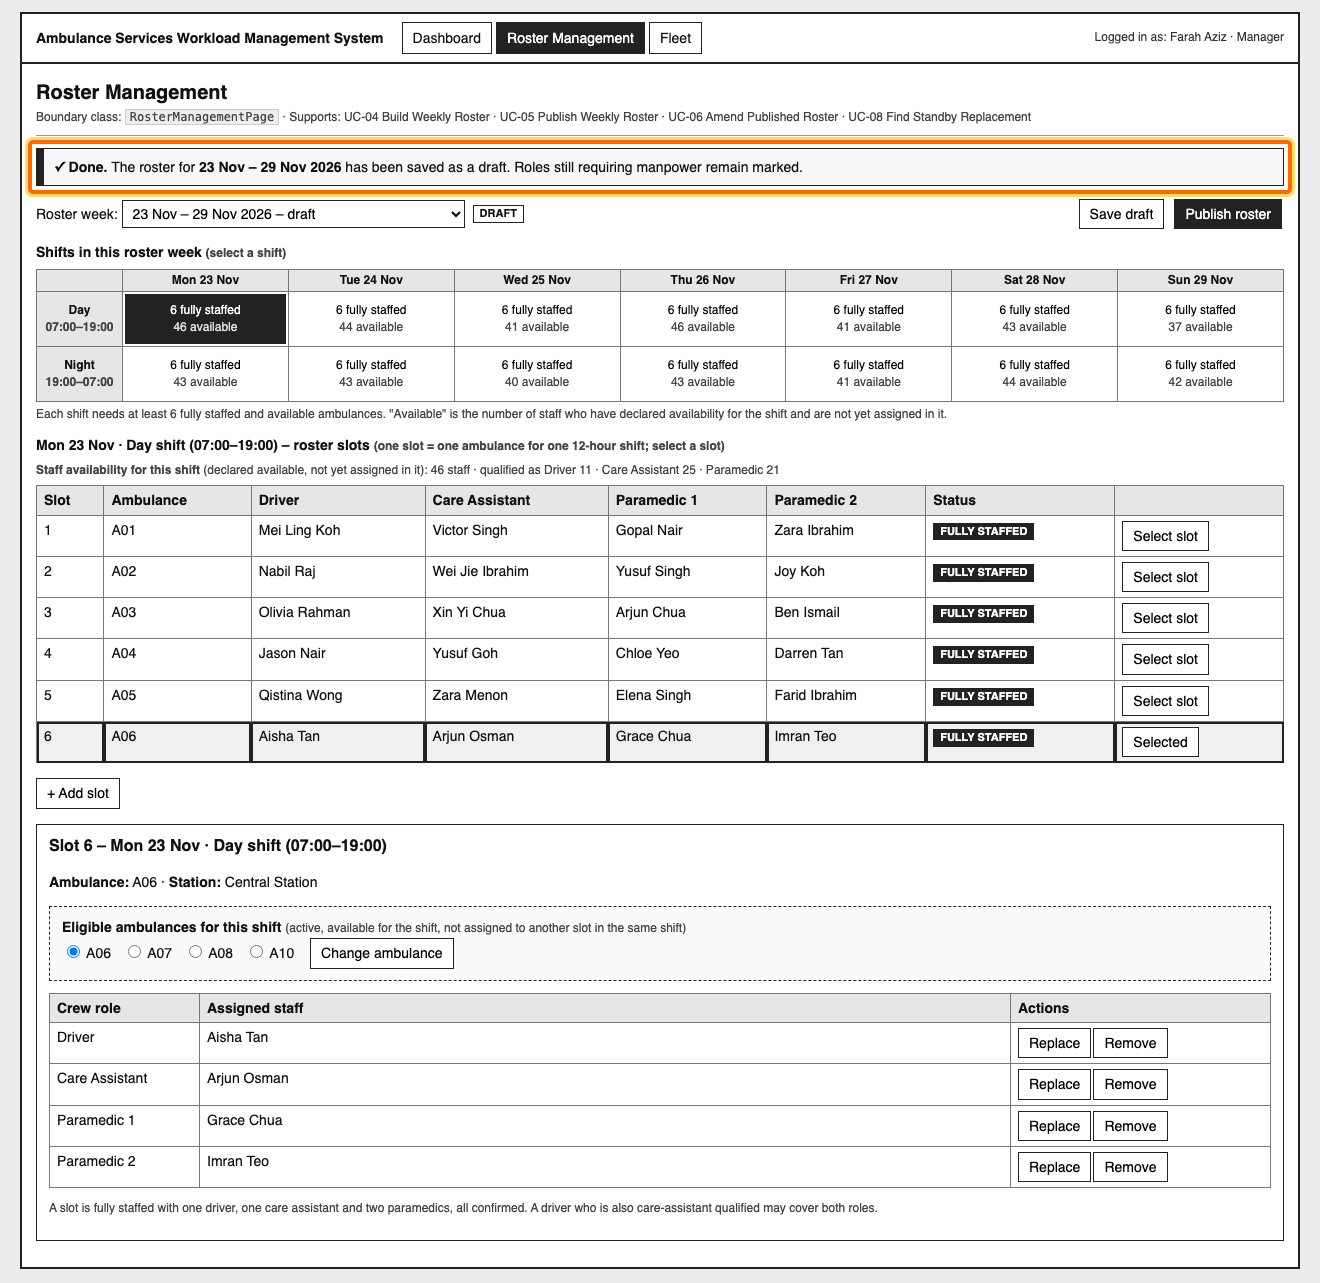 Ambulance Services Workload Management System Dashboard Roster Management Fleet Logged in as: Farah Aziz · Manager
Roster Management
Boundary class: RosterManagementPage · Supports: UC-04 Build Weekly Roster · UC-05 Publish Weekly Roster · UC-06 Amend Published Roster · UC-08 Find Standby Replacement
✓ Done. The roster for 23 Nov – 29 Nov 2026 has been saved as a draft. Roles still requiring manpower remain marked.
Roster week: 23 Nov – 29 Nov 2026 – draft DRAFT Save draft Publish roster
Shifts in this roster week (select a shift)
Mon 23 Nov Tue 24 Nov Wed 25 Nov Thu 26 Nov Fri 27 Nov Sat 28 Nov Sun 29 Nov
Day 6 fully staffed 6 fully staffed 6 fully staffed 6 fully staffed 6 fully staffed 6 fully staffed 6 fully staffed
07:00–19:00 46 available 44 available 41 available 46 available 41 available 43 available 37 available
Night 6 fully staffed 6 fully staffed 6 fully staffed 6 fully staffed 6 fully staffed 6 fully staffed 6 fully staffed
19:00–07:00 43 available 43 available 40 available 43 available 41 available 44 available 42 available
Each shift needs at least 6 fully staffed and available ambulances. "Available" is the number of staff who have declared availability for the shift and are not yet assigned in it.
Mon 23 Nov · Day shift (07:00–19:00) – roster slots (one slot = one ambulance for one 12-hour shift; select a slot)
Staff availability for this shift (declared available, not yet assigned in it): 46 staff · qualified as Driver 11 · Care Assistant 25 · Paramedic 21
Slot Ambulance Driver Care Assistant Paramedic 1 Paramedic 2 Status
1 A01 Mei Ling Koh Victor Singh Gopal Nair Zara Ibrahim FULLY STAFFED Select slot
2 A02 Nabil Raj Wei Jie Ibrahim Yusuf Singh Joy Koh FULLY STAFFED Select slot
3 A03 Olivia Rahman Xin Yi Chua Arjun Chua Ben Ismail FULLY STAFFED Select slot
4 A04 Jason Nair Yusuf Goh Chloe Yeo Darren Tan FULLY STAFFED Select slot
5 A05 Qistina Wong Zara Menon Elena Singh Farid Ibrahim FULLY STAFFED Select slot
6 A06 Aisha Tan Arjun Osman Grace Chua Imran Teo FULLY STAFFED Selected
+ Add slot
Slot 6 – Mon 23 Nov · Day shift (07:00–19:00)
Ambulance: A06 · Station: Central Station
Eligible ambulances for this shift (active, available for the shift, not assigned to another slot in the same shift)
A06 A07 A08 A10 Change ambulance
Crew role Assigned staff Actions
Driver Aisha Tan Replace Remove
Care Assistant Arjun Osman Replace Remove
Paramedic 1 Grace Chua Replace Remove
Paramedic 2 Imran Teo Replace Remove
A slot is fully staffed with one driver, one care assistant and two paramedics, all confirmed. A driver who is also care-assistant qualified may cover both roles.